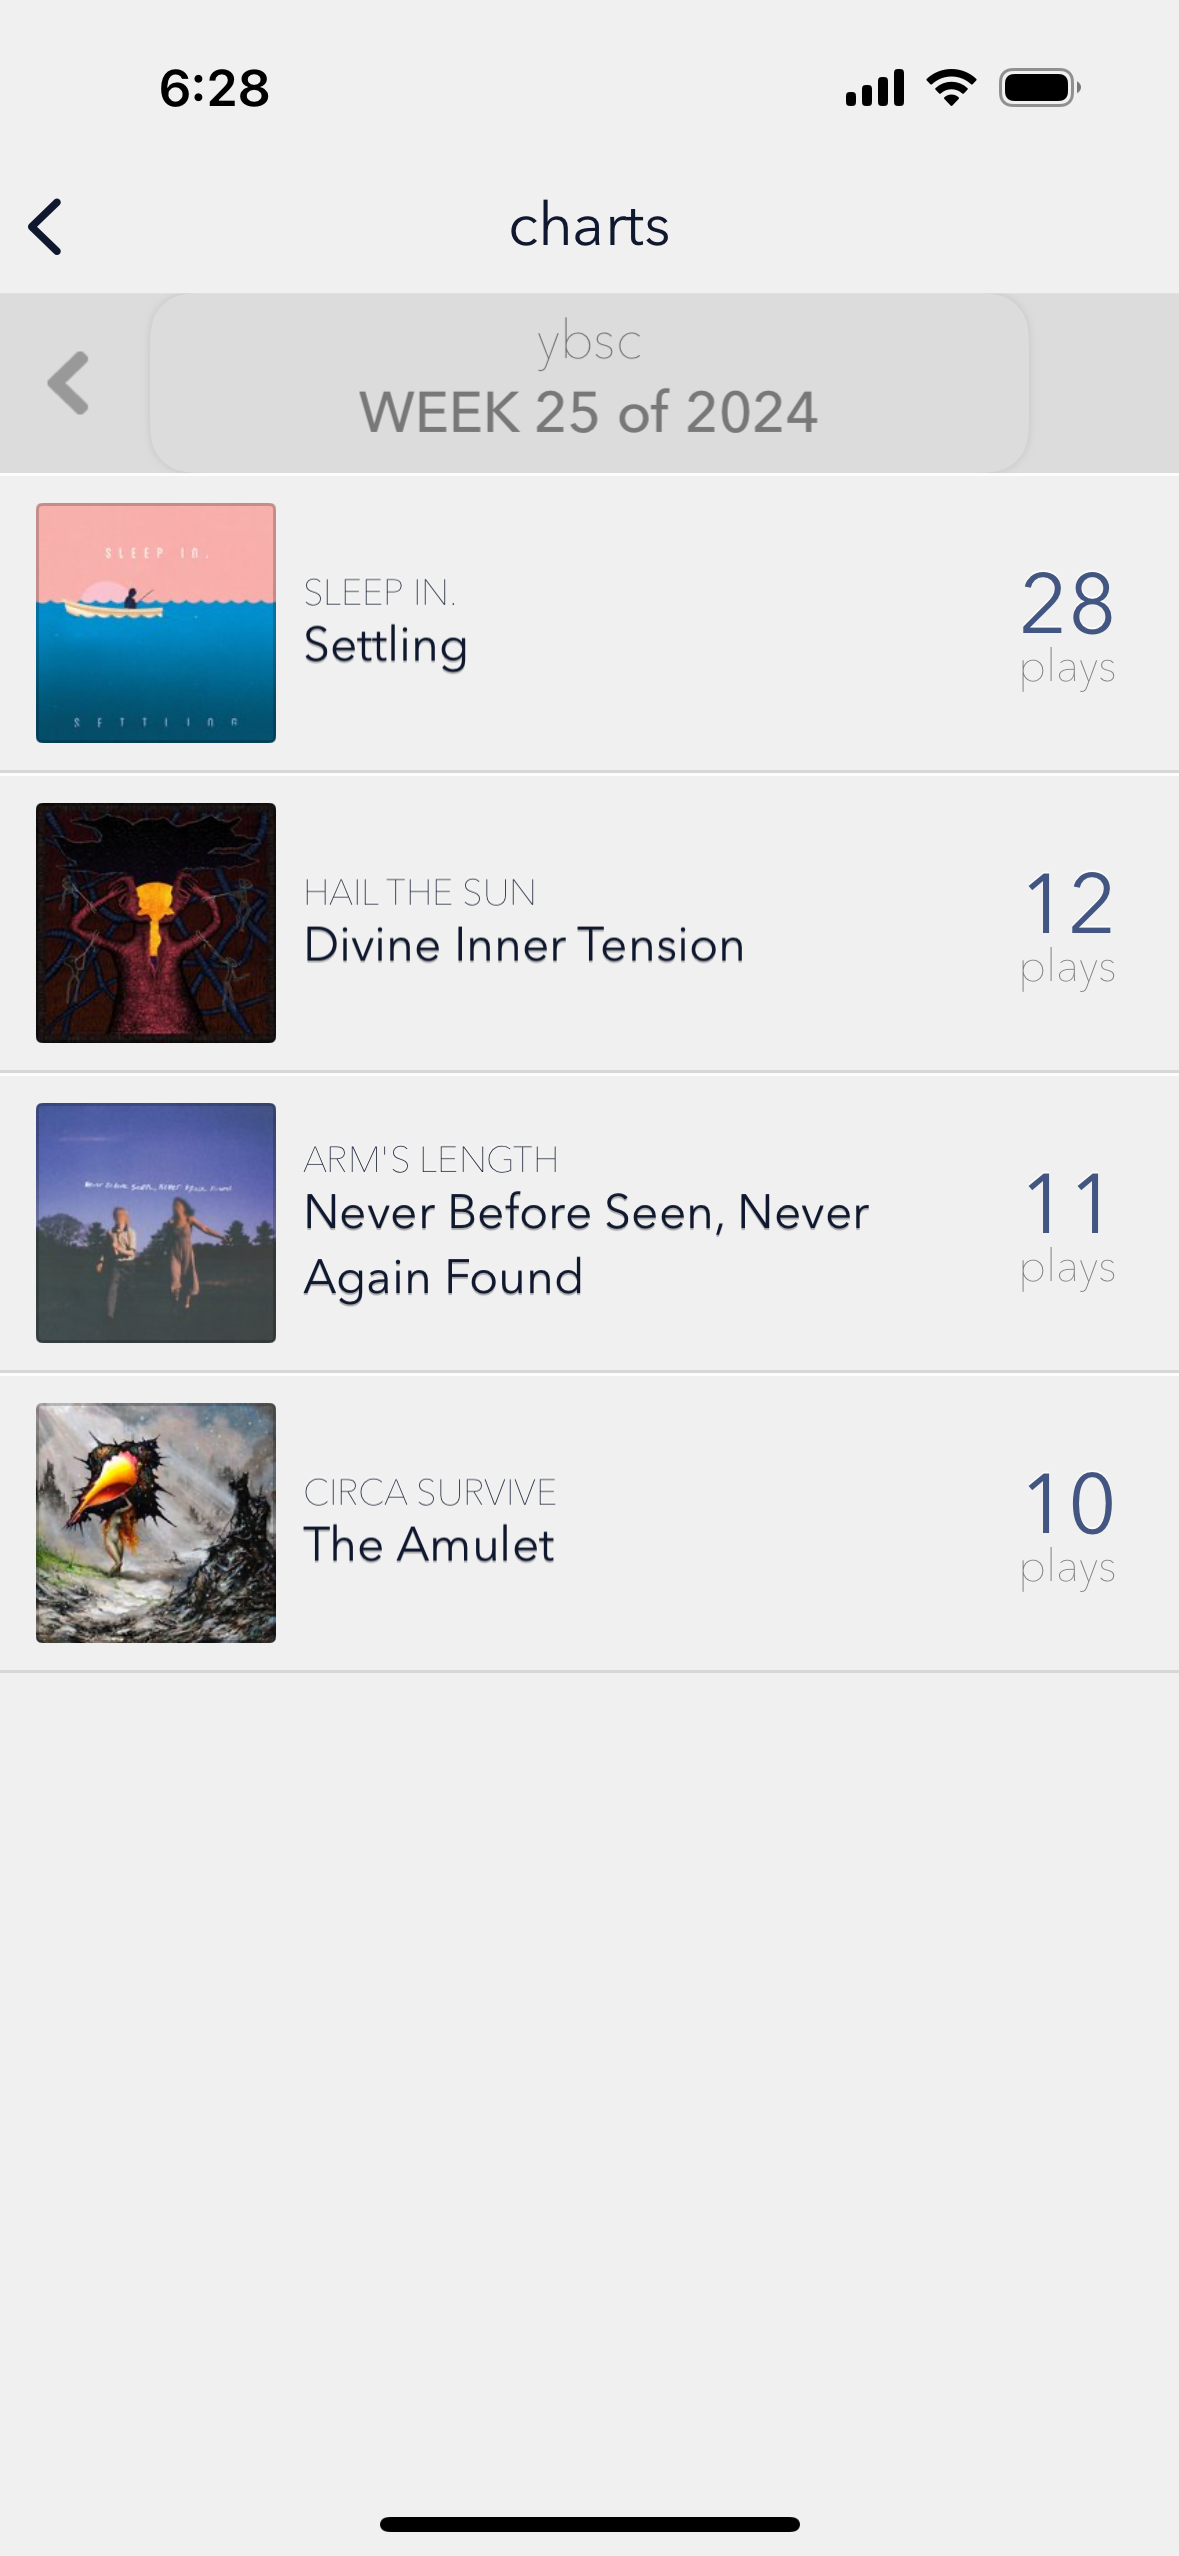 6:28
charts
ybsc
WEEK 25 of 2024
SLEEP IN.
SETTLING
SLEEP IN.
Settling
28
plays
HAIL THE SUN
Divine Inner Tension
12
plays
never before seen, never again found
ARM'S LENGTH
Never Before Seen, Never
Again Found
11
plays
CIRCA SURVIVE
The Amulet
10
plays